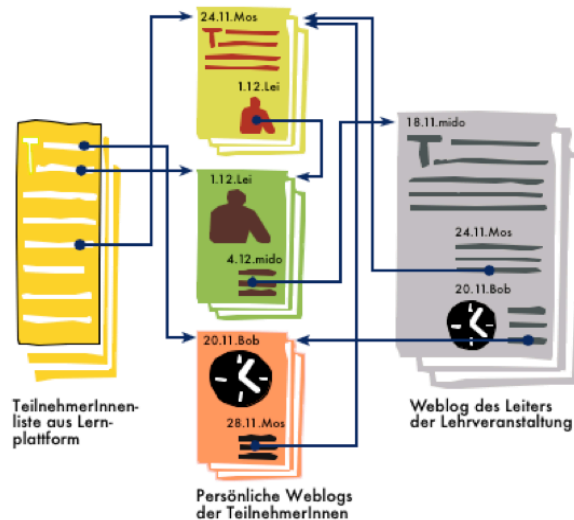 24.11.Mos
1.12.Lei
1.12.Lei
4.12.mido
20.11.Bob
28.11.Mos
18.11.mido
24.11.Mos
20.11.Bob
TeilnehmerInnen-
liste aus Lern-
plattform
Persönliche Weblogs
der TeilnehmerInnen
Weblog des Leiters
der Lehrveranstaltung